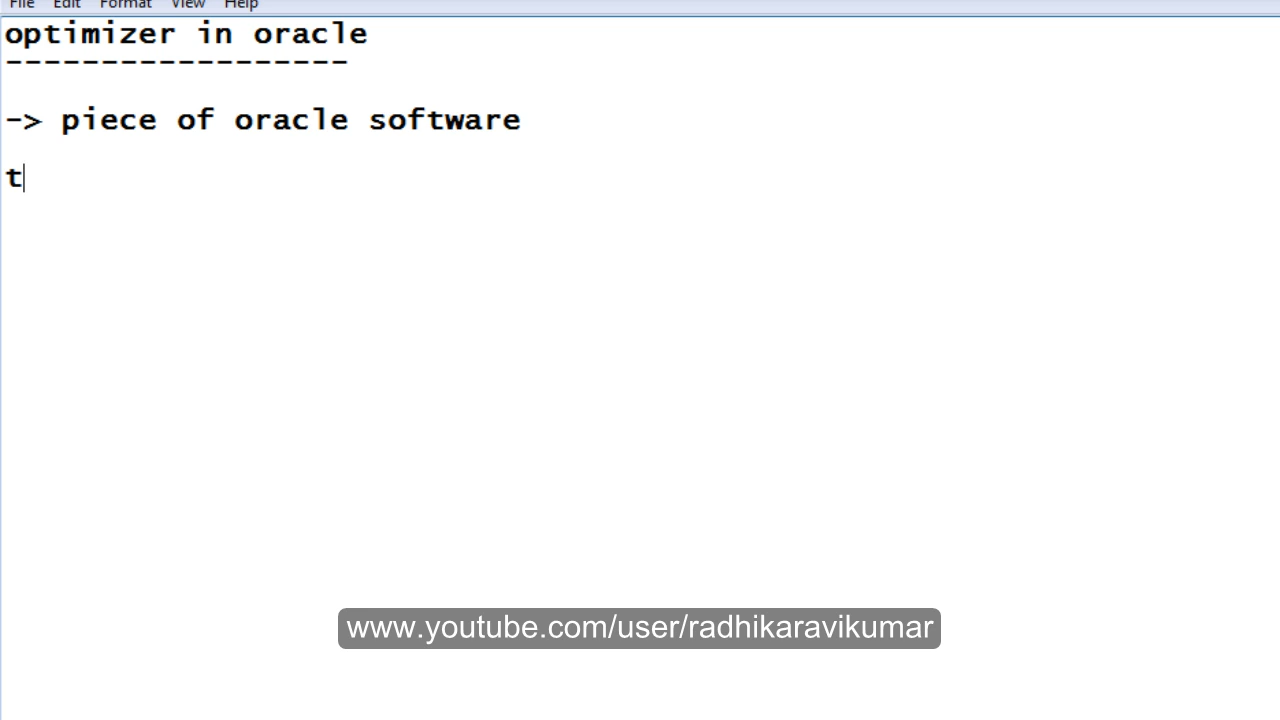 File Edit Format View Help
optimizer in oracle
------------------
-> piece of oracle software
t
www.youtube.com/user/radhikaravikumar